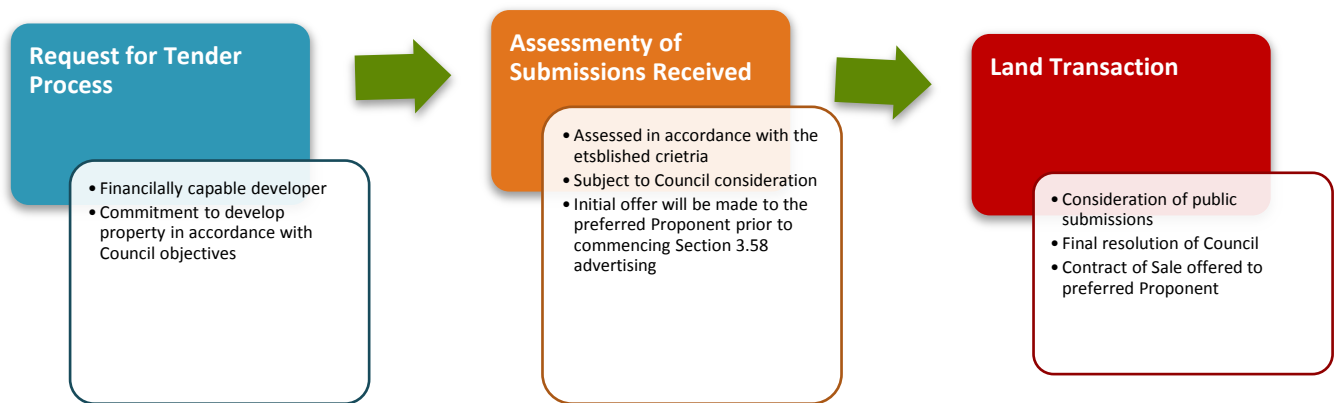 Request for Tender
Process
• Financilally capable developer
• Commitment to develop
property in accordance with
Council objectives
Assessmenty of
Submissions Received
• Assessed in accordance with the
etsblished crietria
• Subject to Council consideration
• Initial offer will be made to the
preferred Proponent prior to
commencing Section 3.58
advertising
Land Transaction
• Consideration of public
submissions
• Final resolution of Council
• Contract of Sale offered to
preferred Proponent